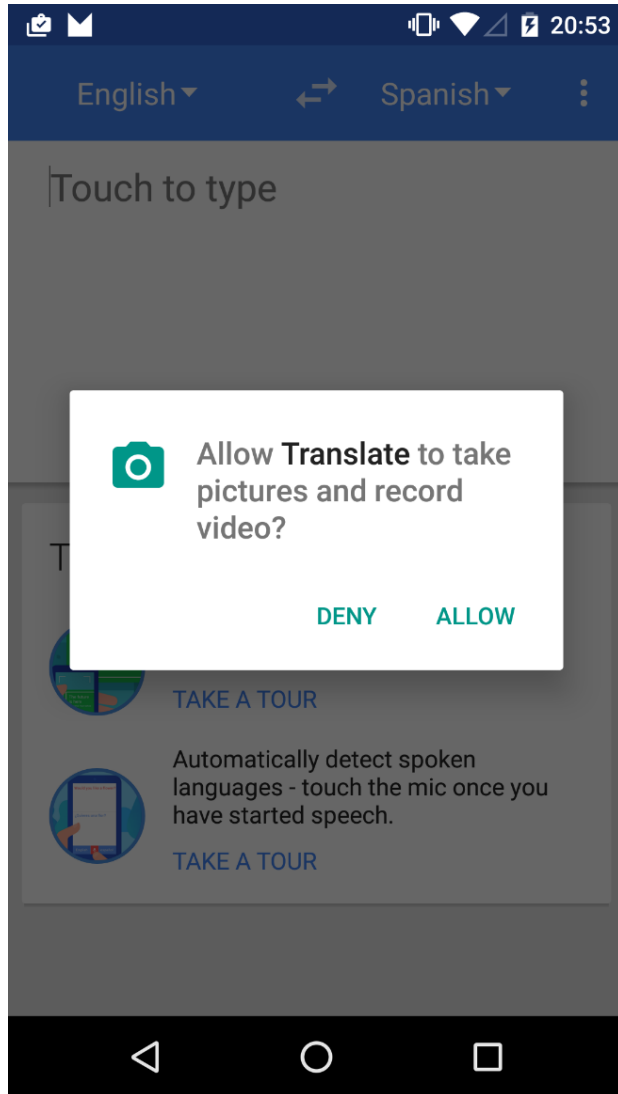 20:53
English
Spanish
Touch to type
Allow Translate to take
pictures and record
video?
DENY
ALLOW
T
TAKE A TOUR
Automatically detect spoken
languages - touch the mic once you
have started speech.
TAKE A TOUR